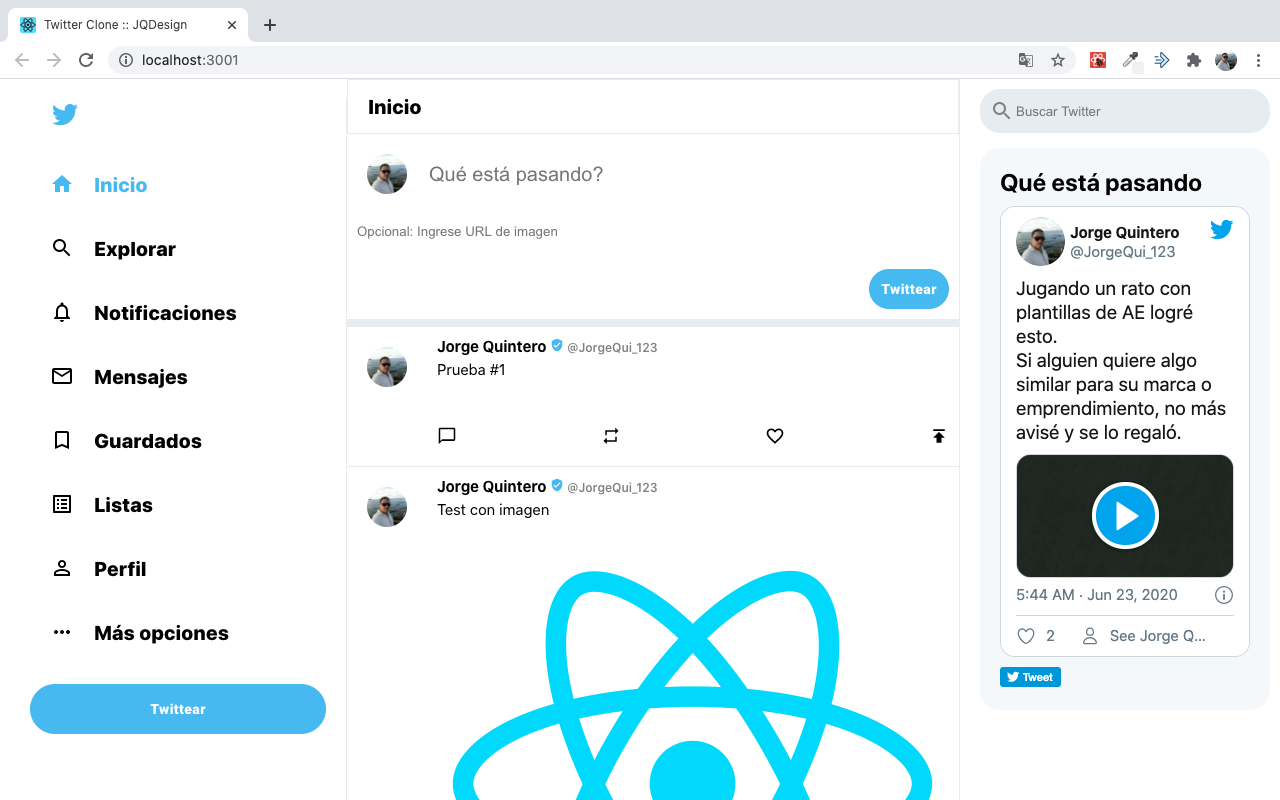 Twitter Clone :: JQDesign
localhost:3001
Inicio
Explorar
Notificaciones
Mensajes
Guardados
Listas
Perfil
Más opciones
Twittear
Inicio
Qué está pasando?
Opcional: Ingrese URL de imagen
Twittear
Jorge Quintero @JorgeQui_123
Prueba #1
Jorge Quintero @JorgeQui_123
Test con imagen
Buscar Twitter
Qué está pasando
Jorge Quintero
@JorgeQui_123
Jugando un rato con
plantillas de AE logré
esto.
Si alguien quiere algo
similar para su marca o
emprendimiento, no más
avisé y se lo regaló.
5:44 AM · Jun 23, 2020
2 See Jorge Q...
Tweet